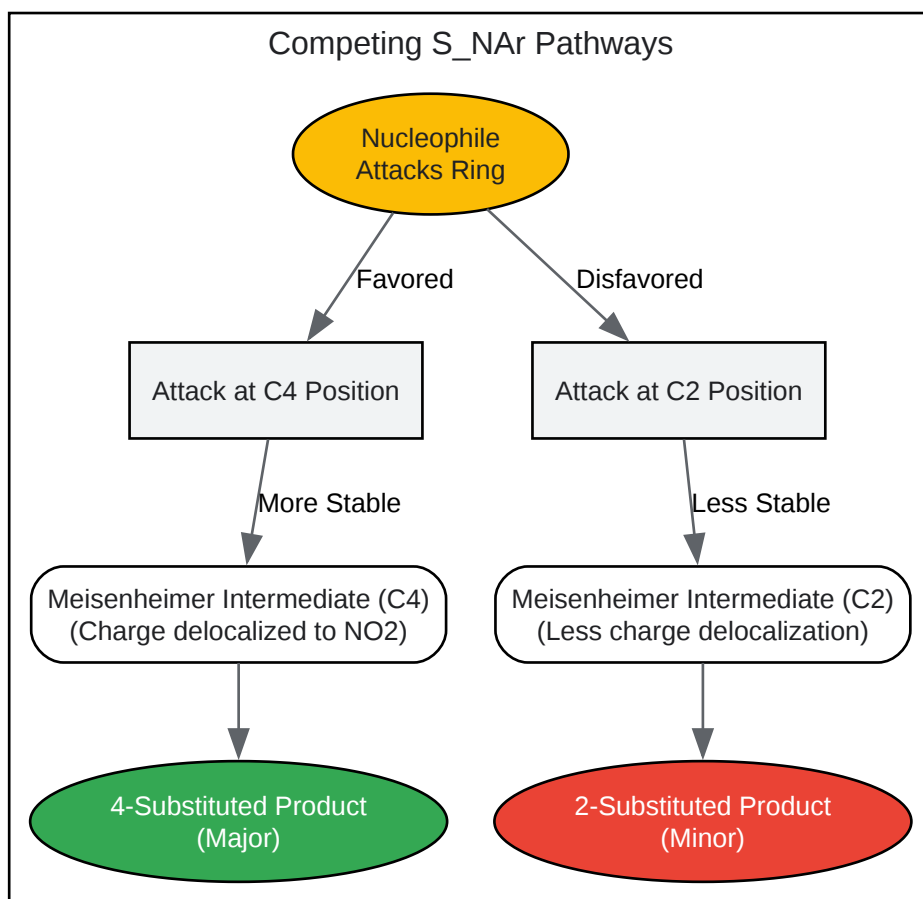 Competing S_NAr Pathways
Nucleophile
Attacks Ring
Favored
Disfavored
Attack at C4 Position
Attack at C2 Position
More Stable
Less Stable
Meisenheimer Intermediate (C4)
(Charge delocalized to NO2)
Meisenheimer Intermediate (C2)
(Less charge delocalization)
4-Substituted Product
(Major)
2-Substituted Product
(Minor)